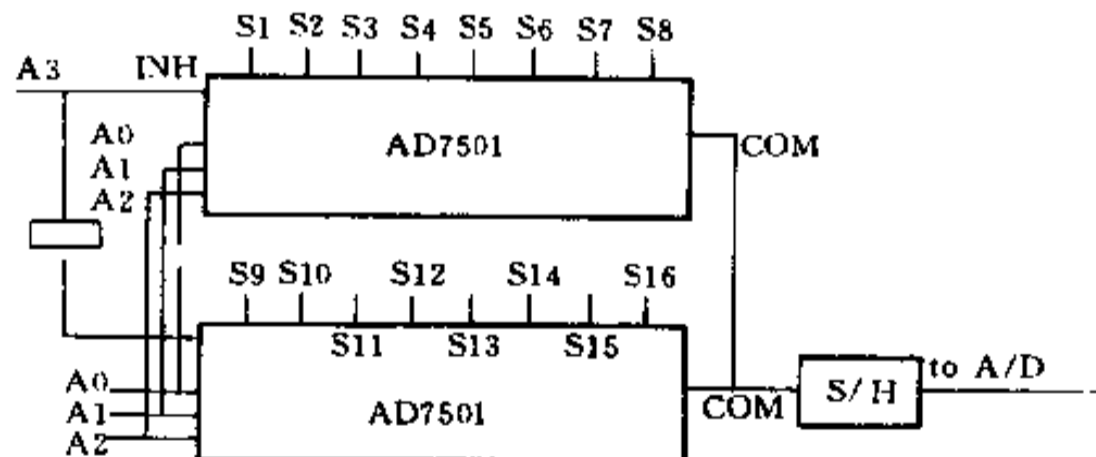 S1 S2 S3 S4 S5 S6 S7 S8
A3 INH
A0
A1
A2
AD7501
COM
S9 S10 S12 S14 S16
S11 S13 S15
A0
A1
A2
AD7501
COM
S/H
to A/D